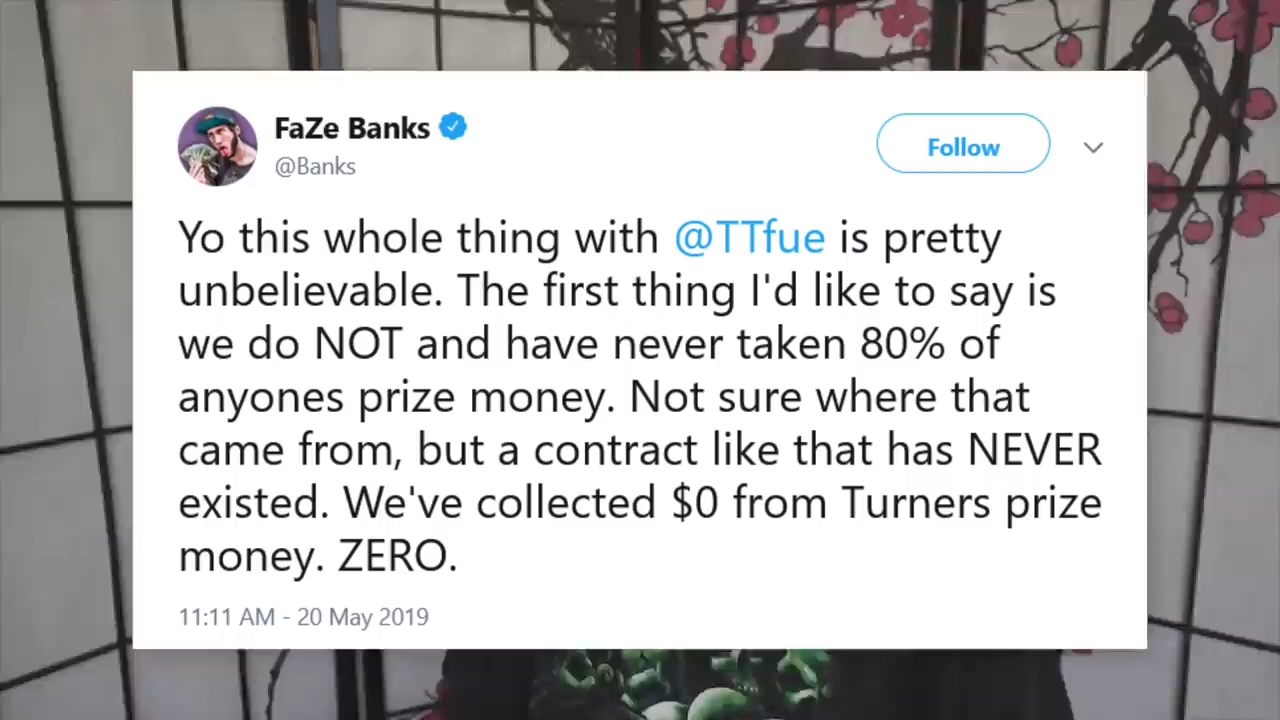 FaZe Banks
@Banks
Follow
Yo this whole thing with @TTfue is pretty
unbelievable. The first thing I'd like to say is
we do NOT and have never taken 80% of
anyones prize money. Not sure where that
came from, but a contract like that has NEVER
existed. We've collected $0 from Turners prize
money. ZERO.
11:11 AM - 20 May 2019